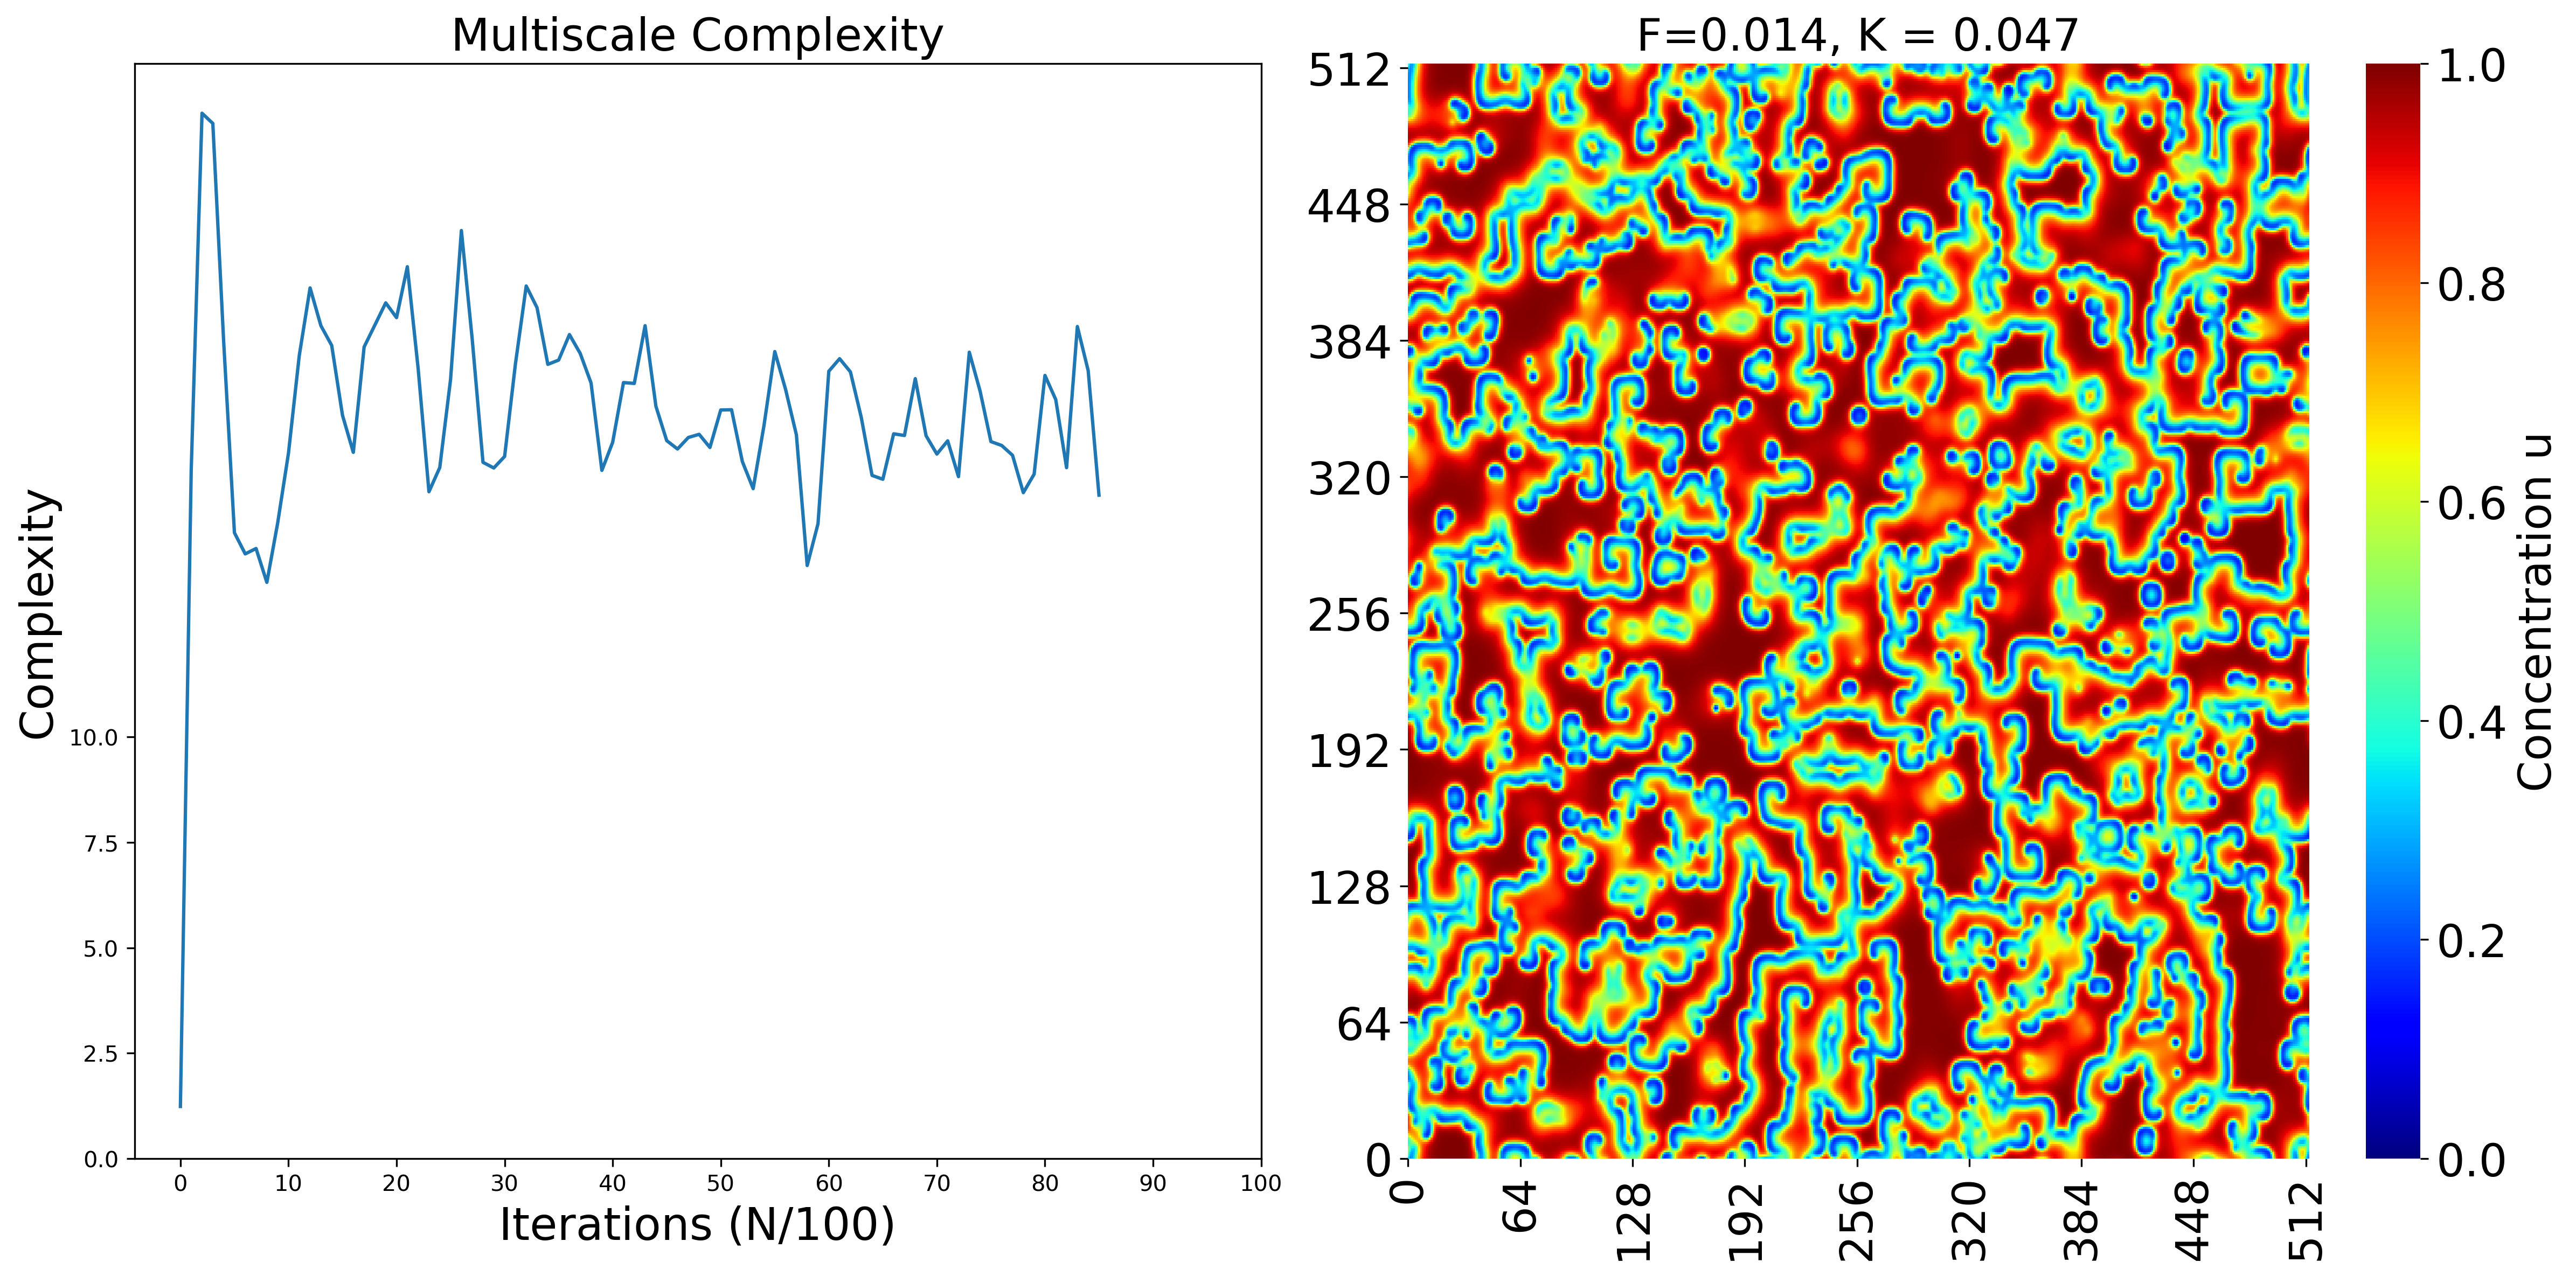 Multiscale Complexity
Complexity
10.0
7.5
5.0
2.5
0.0
0 10 20 30 40 50 60 70 80 90 100
Iterations (N/100)
F=0.014, K = 0.047
512
448
384
320
256
192
128
64
0
0 64 128 192 256 320 384 448 512
1.0
0.8
0.6
0.4
0.2
0.0
Concentration u